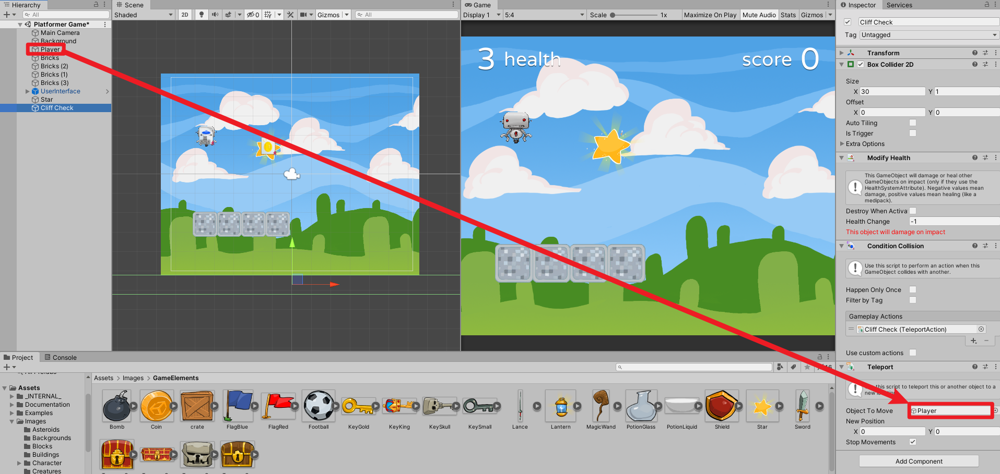 Hierarchy
All
Platformer Game*
Main Camera
Background
Player
Bricks
Bricks (2)
Bricks (1)
Bricks (3)
UserInterface
Star
Cliff Check
Scene
Shaded
2D
0
Gizmos
All
Game
Display 1
5:4
Scale
1x
Maximize On Play
Mute Audio
Stats
Gizmos
3 health
score 0
Inspector
Services
Cliff Check
Tag
Untagged
Transform
Box Collider 2D
Size
X 30
Y 1
Offset
X 0
Y 0
Auto Tiling
Is Trigger
Extra Options
Modify Health
This GameObject will damage or heal other
GameObjects on impact (only if they use the
HealthSystemAttribute). Negative values mean
damage, positive values mean healing (like a
medipack).
Destroy When Activa
Health Change
-1
This object will damage on impact
Condition Collision
Use this script to perform an action when this
GameObject collides with another.
Happen Only Once
Filter by Tag
Gameplay Actions
Cliff Check (TeleportAction)
Use custom actions
Teleport
this script to teleport this or another object to a
new
Object To Move
Player
New Position
X 0
Y 0
Stop Movements
Add Component
Project
Console
16
All Prefabs
Assets
_INTERNAL_
Documentation
Examples
Images
Asteroids
Backgrounds
Blocks
Buildings
Character
Creatures
Assets > Images > GameElements
Bomb
Coin
crate
FlagBlue
FlagRed
Football
KeyGold
KeyKing
KeySkull
KeySmall
Lance
Lantern
MagicWand
PotionGlass
PotionLiquid
Shield
Star
Sword